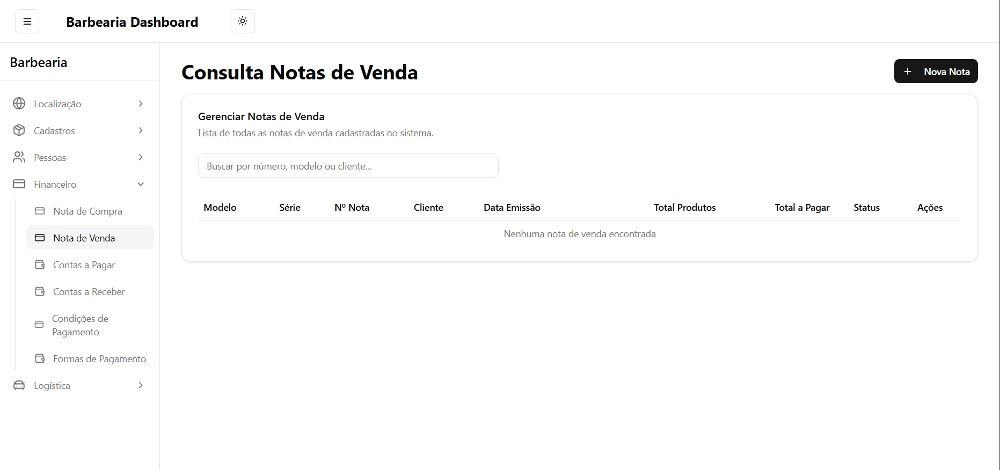 Barbearia Dashboard
Barbearia
Localização
Cadastros
Pessoas
Financeiro
Nota de Compra
Nota de Venda
Contas a Pagar
Contas a Receber
Condições de
Pagamento
Formas de Pagamento
Logística
Consulta Notas de Venda
Nova Nota
Gerenciar Notas de Venda
Lista de todas as notas de venda cadastradas no sistema.
Buscar por número, modelo ou cliente...
Modelo Série Nº Nota Cliente Data Emissão Total Produtos Total a Pagar Status Ações
Nenhuma nota de venda encontrada